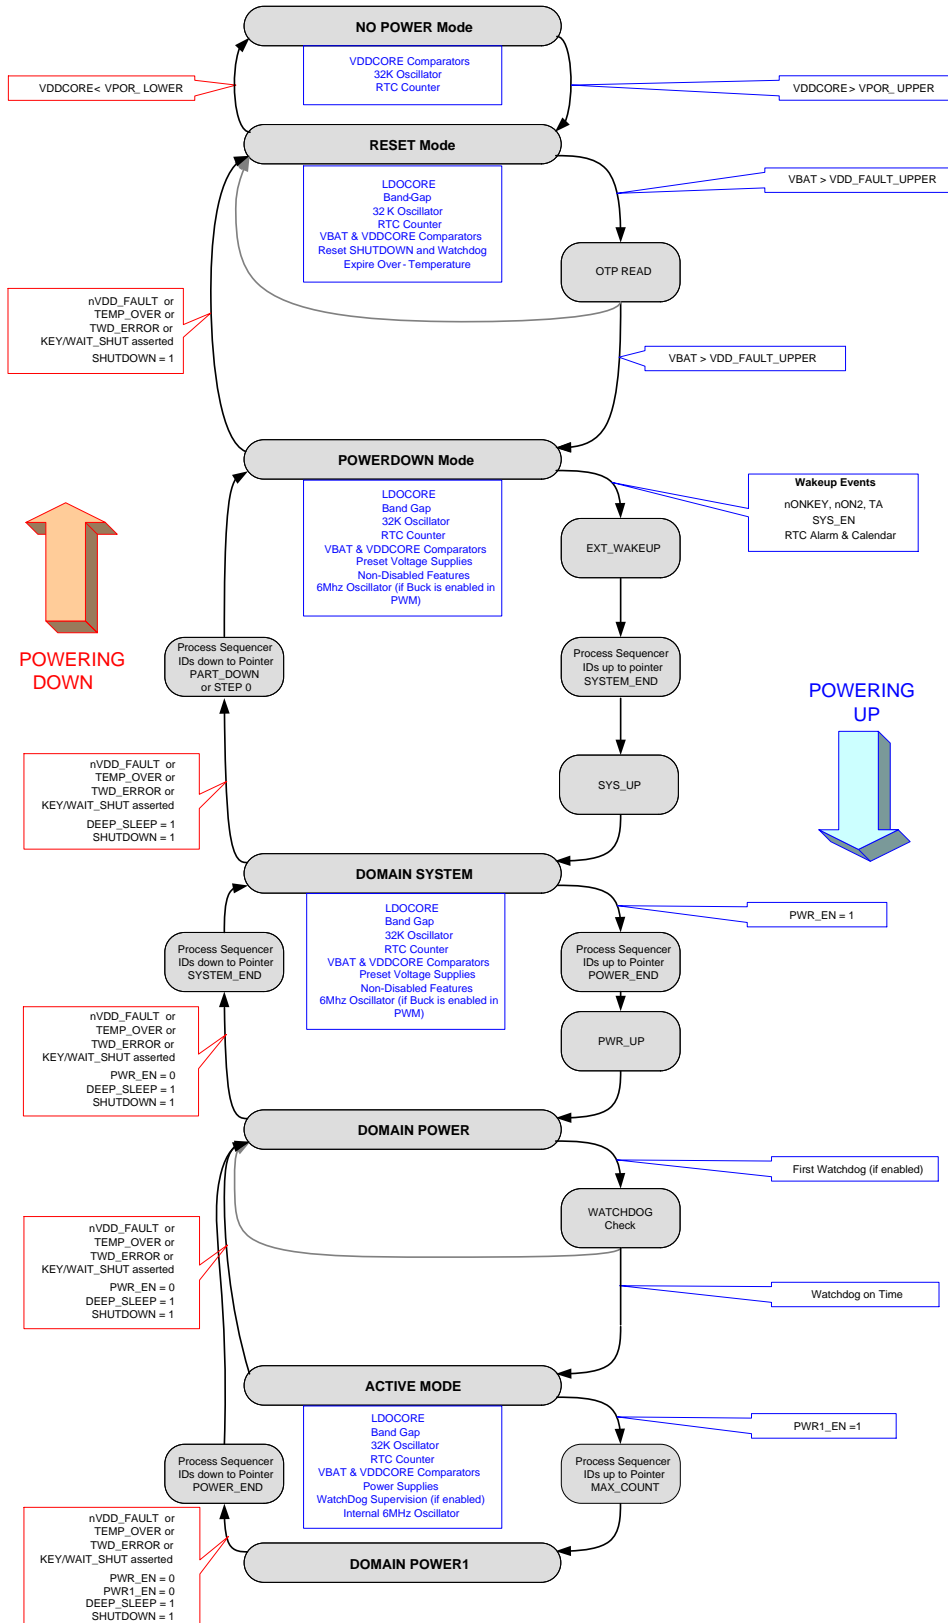 NO POWER Mode
VDDCORE Comparators
32K Oscillator
RTC Counter
VDDCORE< VPOR_ LOWER
VDDCORE> VPOR_ UPPER
RESET Mode
LDOCORE
Band-Gap
32 K Oscillator
RTC Counter
VBAT & VDDCORE Comparators
Reset SHUTDOWN and Watchdog
Expire Over - Temperature
VBAT > VDD_FAULT_UPPER
OTP READ
nVDD_FAULT or
TEMP_OVER or
TWD_ERROR or
KEY/WAIT_SHUT asserted
SHUTDOWN = 1
VBAT > VDD_FAULT_UPPER
POWERDOWN Mode
LDOCORE
Band Gap
32K Oscillator
RTC Counter
VBAT & VDDCORE Comparators
Preset Voltage Supplies
Non-Disabled Features
6Mhz Oscillator (if Buck is enabled in
PWM)
Wakeup Events
nONKEY, nON2, TA
SYS_EN
RTC Alarm & Calendar
EXT_WAKEUP
POWERING
DOWN
Process Sequencer
IDs down to Pointer
PART_DOWN
or STEP 0
Process Sequencer
IDs up to pointer
SYSTEM_END
POWERING
UP
nVDD_FAULT or
TEMP_OVER or
TWD_ERROR or
KEY/WAIT_SHUT asserted
DEEP_SLEEP = 1
SHUTDOWN = 1
SYS_UP
DOMAIN SYSTEM
LDOCORE
Band Gap
32K Oscillator
RTC Counter
VBAT & VDDCORE Comparators
Preset Voltage Supplies
Non-Disabled Features
6Mhz Oscillator (if Buck is enabled in
PWM)
PWR_EN = 1
Process Sequencer
IDs down to Pointer
SYSTEM_END
Process Sequencer
IDs up to Pointer
POWER_END
nVDD_FAULT or
TEMP_OVER or
TWD_ERROR or
KEY/WAIT_SHUT asserted
PWR_EN = 0
DEEP_SLEEP = 1
SHUTDOWN = 1
PWR_UP
DOMAIN POWER
First Watchdog (if enabled)
WATCHDOG
Check
nVDD_FAULT or
TEMP_OVER or
TWD_ERROR or
KEY/WAIT_SHUT asserted
PWR_EN = 0
DEEP_SLEEP = 1
SHUTDOWN = 1
Watchdog on Time
ACTIVE MODE
LDOCORE
Band Gap
32K Oscillator
RTC Counter
VBAT & VDDCORE Comparators
Power Supplies
WatchDog Supervision (if enabled)
Internal 6MHz Oscillator
PWR1_EN =1
Process Sequencer
IDs down to Pointer
POWER_END
Process Sequencer
IDs up to Pointer
MAX_COUNT
nVDD_FAULT or
TEMP_OVER or
TWD_ERROR or
KEY/WAIT_SHUT asserted
PWR_EN = 0
PWR1_EN = 0
DEEP_SLEEP = 1
SHUTDOWN = 1
DOMAIN POWER1